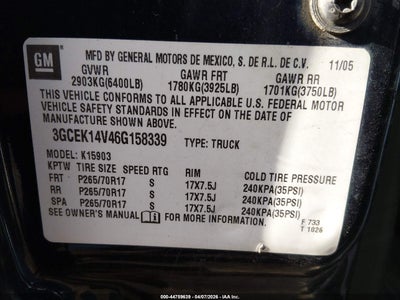 GM
MFD BY GENERAL MOTORS DE MEXICO, S. DE R.L. DE C.V. 11/05
GVWR GAWR FRT GAWR RR
2903KG(6400LB) 1780KG(3925LB) 1701KG(3750LB)
THIS VEHICLE CONFORMS TO ALL APPLICABLE U.S. FEDERAL MOTOR
VEHICLE SAFETY STANDARDS IN EFFECT ON THE DATE OF
MANUFACTURE SHOWN ABOVE.
3GCEK14V46G158339 TYPE: TRUCK
MODEL: K15903
KPTW TIRE SIZE SPEED RTG RIM COLD TIRE PRESSURE
FRT P265/70R17 S 17X7.5J 240KPA(35PSI)
RR P265/70R17 S 17X7.5J 240KPA(35PSI)
SPA P265/70R17 S 17X7.5J 240KPA(35PSI)
SEE OWNER'S MANUAL FOR MORE INFORMATION.
F 733
T 1026
000-44759639 - 04/07/2026 - IAA Inc.